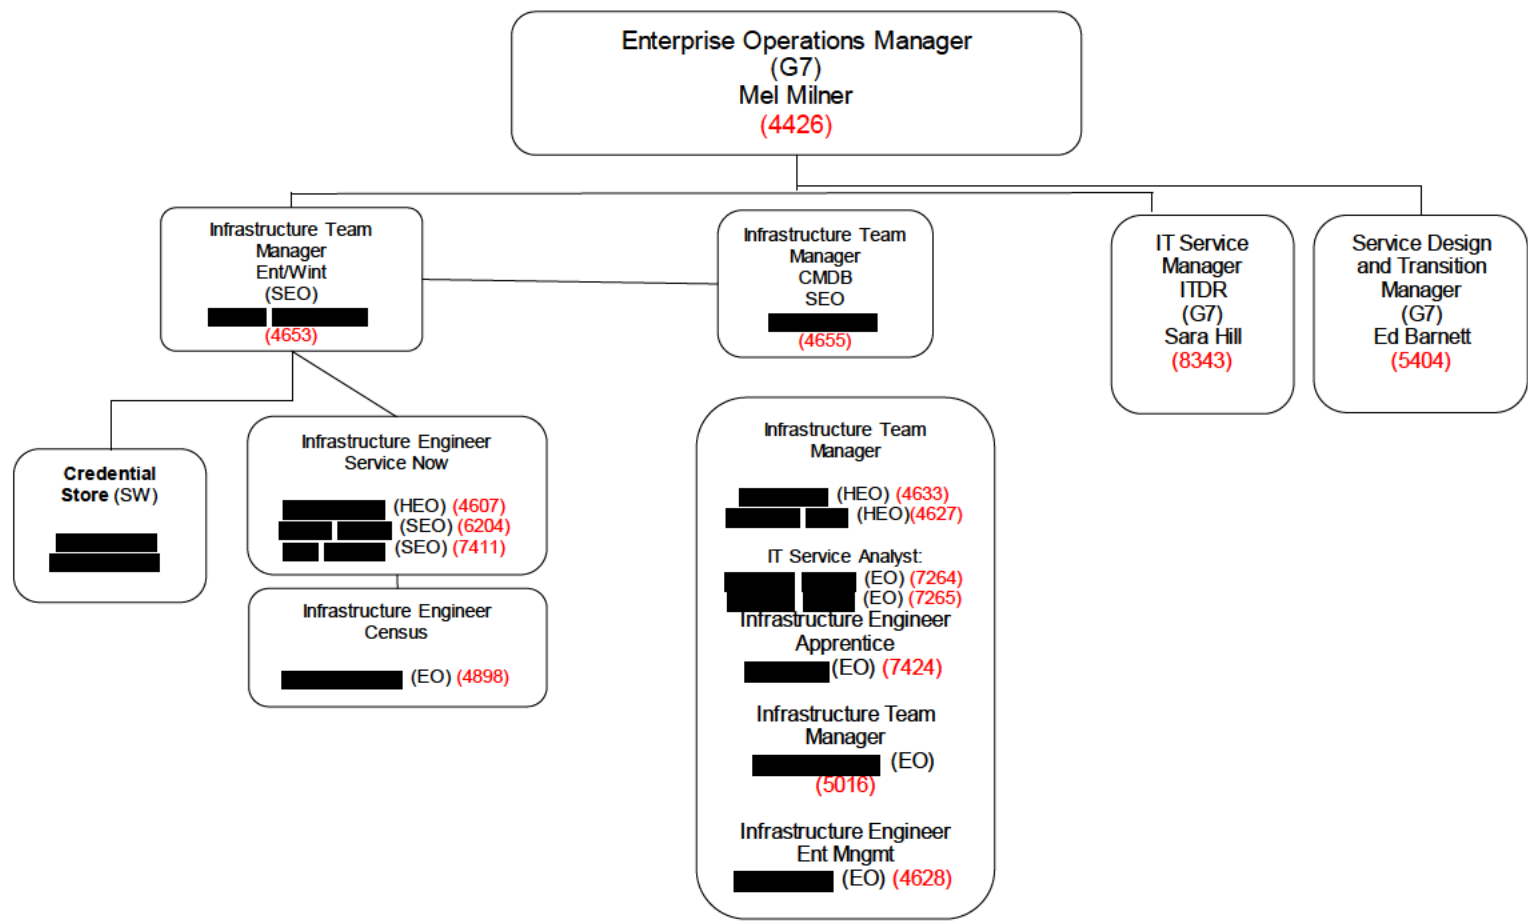 Enterprise Operations Manager
(G7)
Mel Milner
(4426)
Infrastructure Team
Manager
Ent/Wint
(SEO)
(4653)
Infrastructure Team
Manager
CMDB
SEO
(4655)
IT Service
Manager
ITDR
(G7)
Sara Hill
(8343)
Service Design
and Transition
Manager
(G7)
Ed Barnett
(5404)
Credential
Store (SW)
Infrastructure Engineer
Service Now
(HEO) (4607)
(SEO) (6204)
(SEO) (7411)
Infrastructure Engineer
Census
(EO) (4898)
Infrastructure Team
Manager
(HEO) (4633)
(HEO)(4627)
IT Service Analyst:
(EO) (7264)
(EO) (7265)
Infrastructure Engineer
Apprentice
(EO) (7424)
Infrastructure Team
Manager
(EO)
(5016)
Infrastructure Engineer
Ent Mngmt
(EO) (4628)